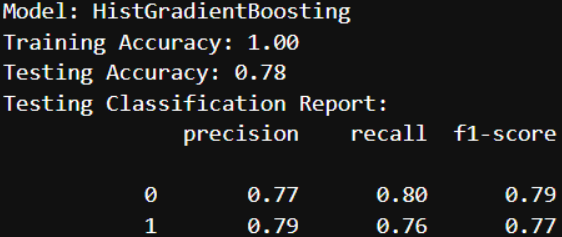 Model: HistGradientBoosting
Training Accuracy: 1.00
Testing Accuracy: 0.78
Testing Classification Report:
precision recall f1-score
0 0.77 0.80 0.79
1 0.79 0.76 0.77